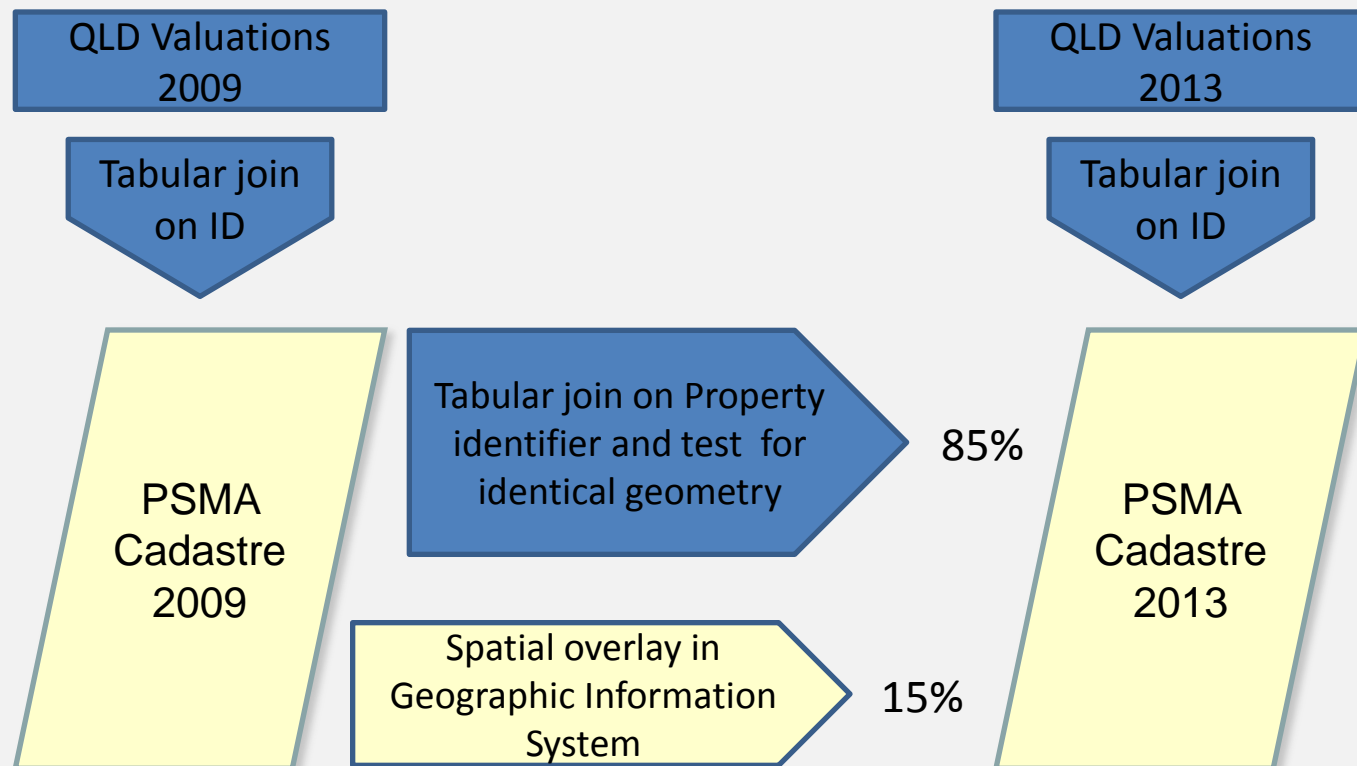 QLD Valuations
2009
QLD Valuations
2013
Tabular join
on ID
Tabular join
on ID
PSMA
Cadastre
2009
Tabular join on Property
identifier and test for
identical geometry
85%
Spatial overlay in
Geographic Information
System
15%
PSMA
Cadastre
2013